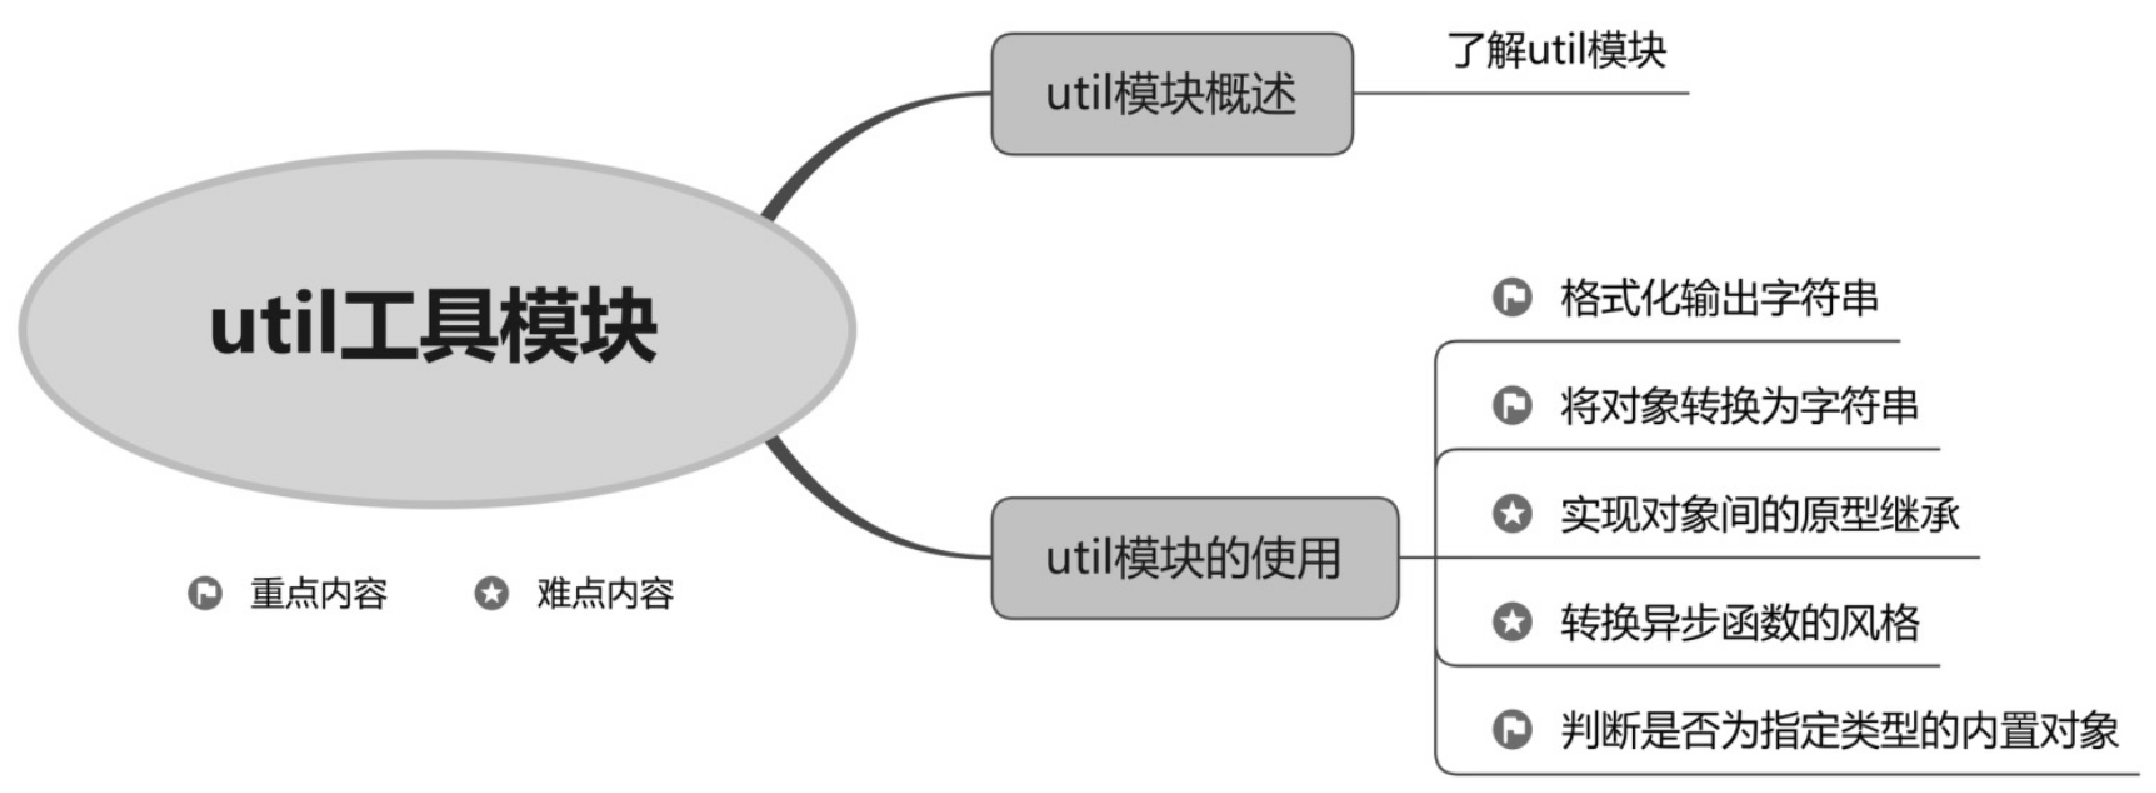 util工具模块
util模块概述
了解util模块
util模块的使用
格式化输出字符串
将对象转换为字符串
实现对象间的原型继承
转换异步函数的风格
判断是否为指定类型的内置对象
重点内容
难点内容